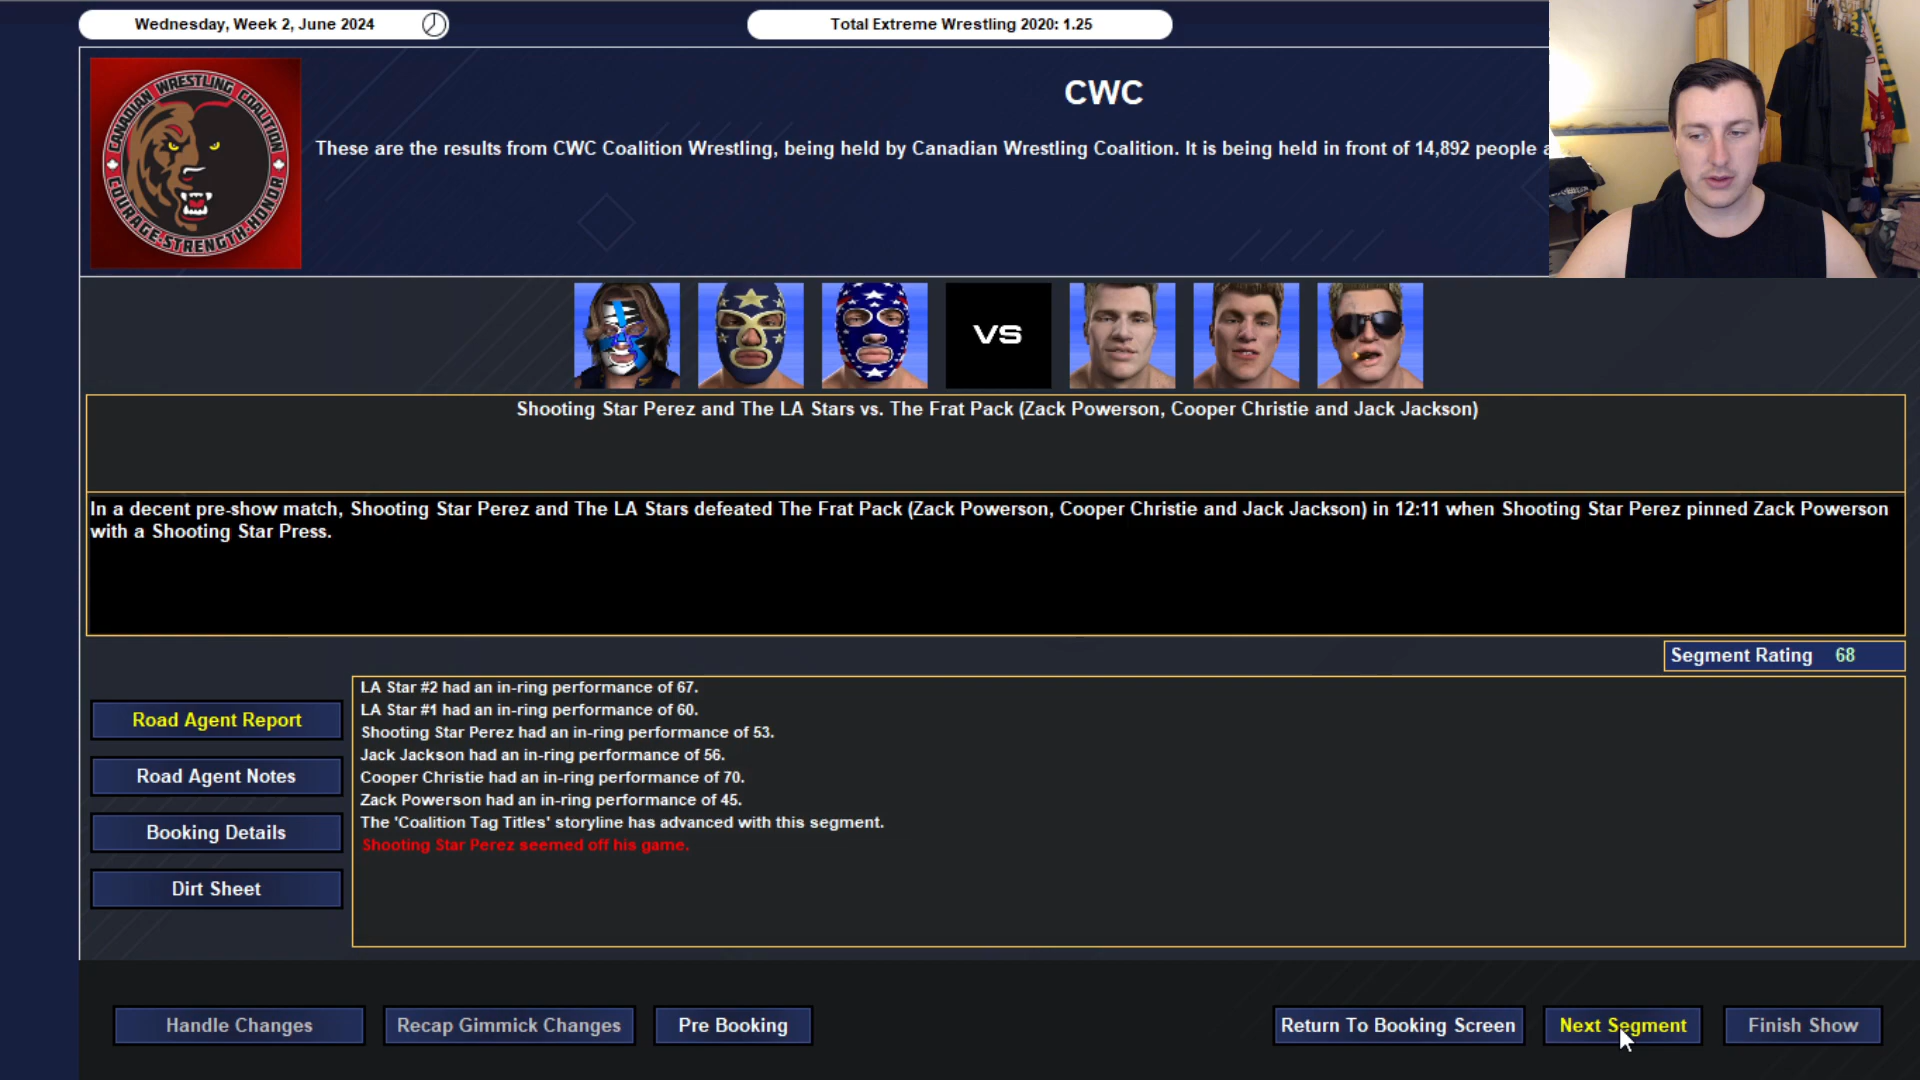 Wednesday, Week 2, June 2024
Total Extreme Wrestling 2020: 1.25
CANADIAN WRESTLING COALITION
COURAGE·STRENGTH·HONOR
CWC
These are the results from CWC Coalition Wrestling, being held by Canadian Wrestling Coalition. It is being held in front of 14,892 people
VS
Shooting Star Perez and The LA Stars vs. The Frat Pack (Zack Powerson, Cooper Christie and Jack Jackson)
In a decent pre-show match, Shooting Star Perez and The LA Stars defeated The Frat Pack (Zack Powerson, Cooper Christie and Jack Jackson) in 12:11 when Shooting Star Perez pinned Zack Powerson
with a Shooting Star Press.
Segment Rating 68
LA Star #2 had an in-ring performance of 67.
LA Star #1 had an in-ring performance of 60.
Shooting Star Perez had an in-ring performance of 53.
Jack Jackson had an in-ring performance of 56.
Cooper Christie had an in-ring performance of 70.
Zack Powerson had an in-ring performance of 45.
The 'Coalition Tag Titles' storyline has advanced with this segment.
Shooting Star Perez seemed off his game.
Road Agent Report
Road Agent Notes
Booking Details
Dirt Sheet
Handle Changes
Recap Gimmick Changes
Pre Booking
Return To Booking Screen
Next Segment
Finish Show